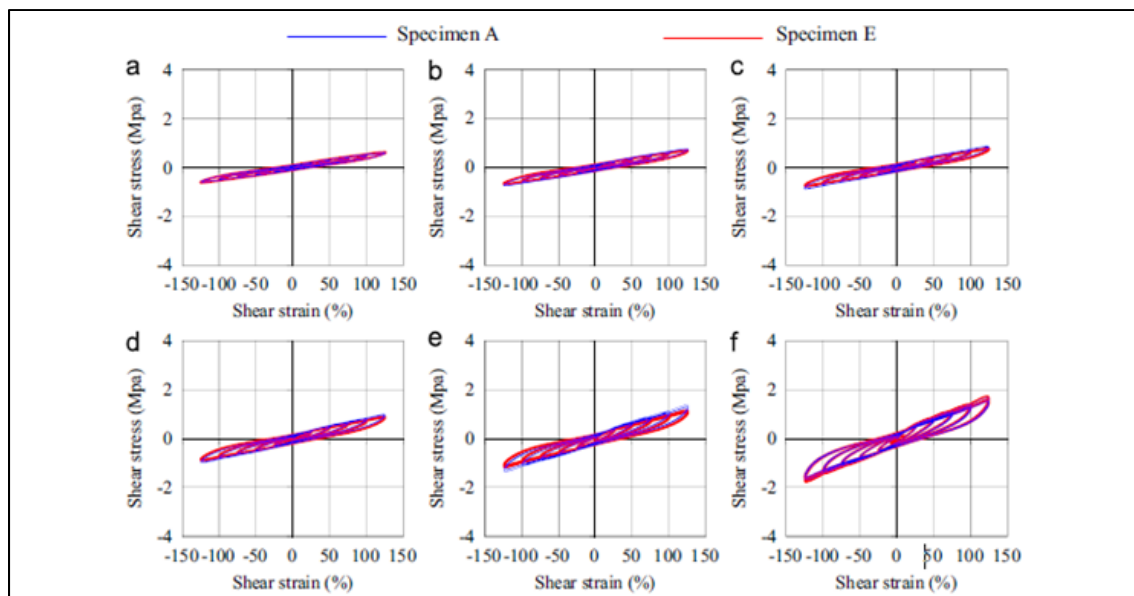 Specimen A Specimen E
a b c
4 4 4
2 2 2
0 0 0
-2 -2 -2
-4 -4 -4
Shear stress (Mpa) Shear stress (Mpa) Shear stress (Mpa)
-150 -100 -50 0 50 100 150 -150 -100 -50 0 50 100 150 -150 -100 -50 0 50 100 150
Shear strain (%) Shear strain (%) Shear strain (%)
d e f
4 4 4
2 2 2
0 0 0
-2 -2 -2
-4 -4 -4
Shear stress (Mpa) Shear stress (Mpa) Shear stress (Mpa)
-150 -100 -50 0 50 100 150 -150 -100 -50 0 50 100 150 -150 -100 -50 0 50 100 150
Shear strain (%) Shear strain (%) Shear strain (%)